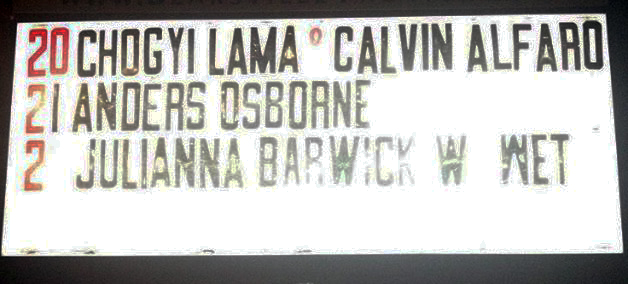 20 CHOGYI LAMA ° CALVIN ALFARO
21 ANDERS OSBORNE
2 JULIANNA BARWICK W WET